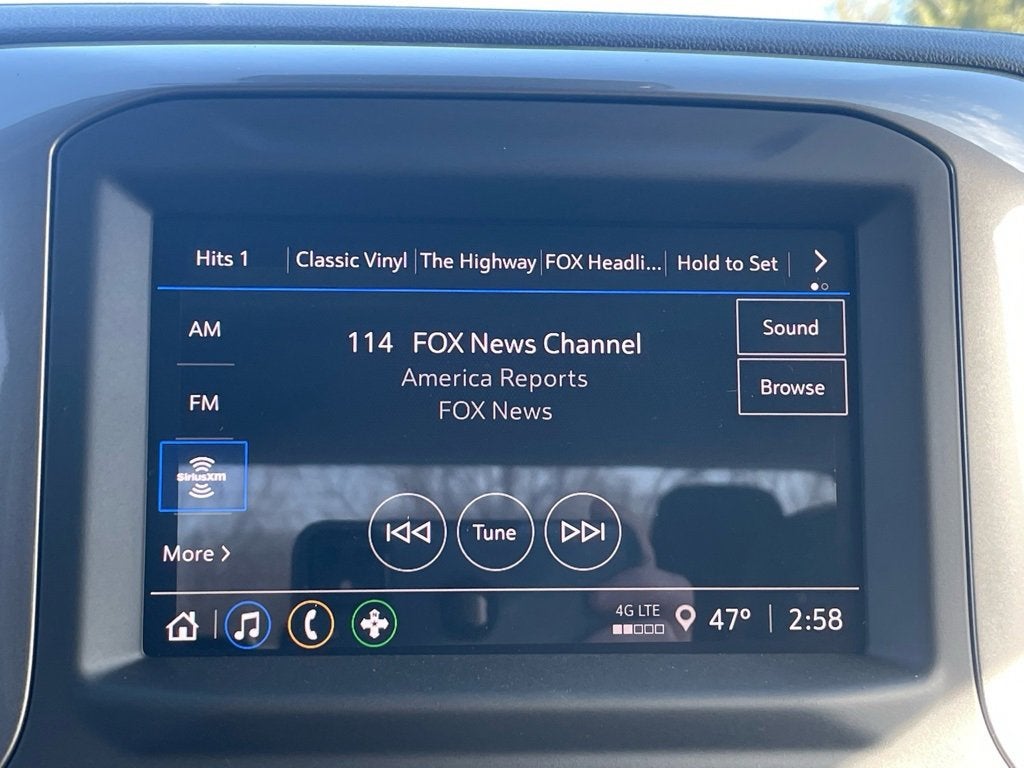 Hits 1 Classic Vinyl The Highway FOX Headli... Hold to Set
AM
114 FOX News Channel
Sound
America Reports
Browse
FM
FOX News
SiriusXM
Tune
More
4G LTE
47° 2:58
N